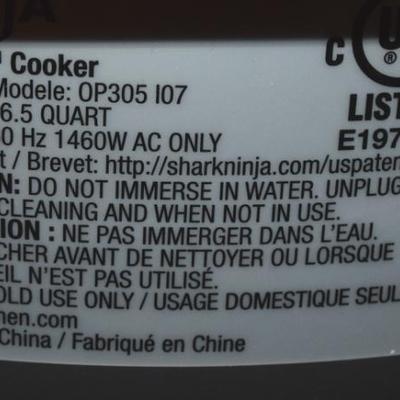 NJA
Cooker
Modele: OP305 I07
6.5 QUART
60 Hz 1460W AC ONLY
t / Brevet: http://sharkninja.com/uspaten
N: DO NOT IMMERSE IN WATER. UNPLUG
CLEANING AND WHEN NOT IN USE.
TION : NE PAS IMMERGER DANS L'EAU.
CHER AVANT DE NETTOYER OU LORSQUE
EIL N'EST PAS UTILISÉ.
OLD USE ONLY / USAGE DOMESTIQUE SEUL
hen.com
China / Fabriqué en Chine
C U ®
LIST
E197